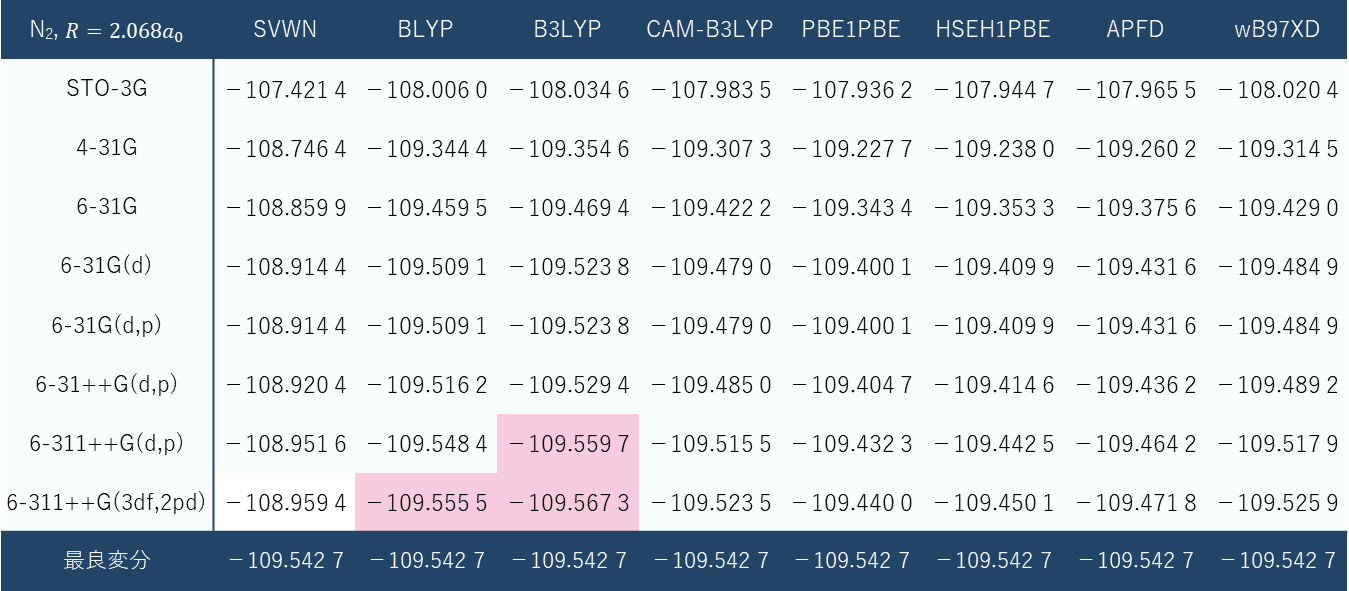 N₂, R = 2.068a₀ SVWN BLYP B3LYP CAM-B3LYP PBE1PBE HSEH1PBE APFD wB97XD
STO-3G −107.421 4 −108.006 0 −108.034 6 −107.983 5 −107.936 2 −107.944 7 −107.965 5 −108.020 4
4-31G −108.746 4 −109.344 4 −109.354 6 −109.307 3 −109.227 7 −109.238 0 −109.260 2 −109.314 5
6-31G −108.859 9 −109.459 5 −109.469 4 −109.422 2 −109.343 4 −109.353 3 −109.375 6 −109.429 0
6-31G(d) −108.914 4 −109.509 1 −109.523 8 −109.479 0 −109.400 1 −109.409 9 −109.431 6 −109.484 9
6-31G(d,p) −108.914 4 −109.509 1 −109.523 8 −109.479 0 −109.400 1 −109.409 9 −109.431 6 −109.484 9
6-31++G(d,p) −108.920 4 −109.516 2 −109.529 4 −109.485 0 −109.404 7 −109.414 6 −109.436 2 −109.489 2
6-311++G(d,p) −108.951 6 −109.548 4 −109.559 7 −109.515 5 −109.432 3 −109.442 5 −109.464 2 −109.517 9
6-311++G(3df,2pd) −108.959 4 −109.555 5 −109.567 3 −109.523 5 −109.440 0 −109.450 1 −109.471 8 −109.525 9
最良変分 −109.542 7 −109.542 7 −109.542 7 −109.542 7 −109.542 7 −109.542 7 −109.542 7 −109.542 7